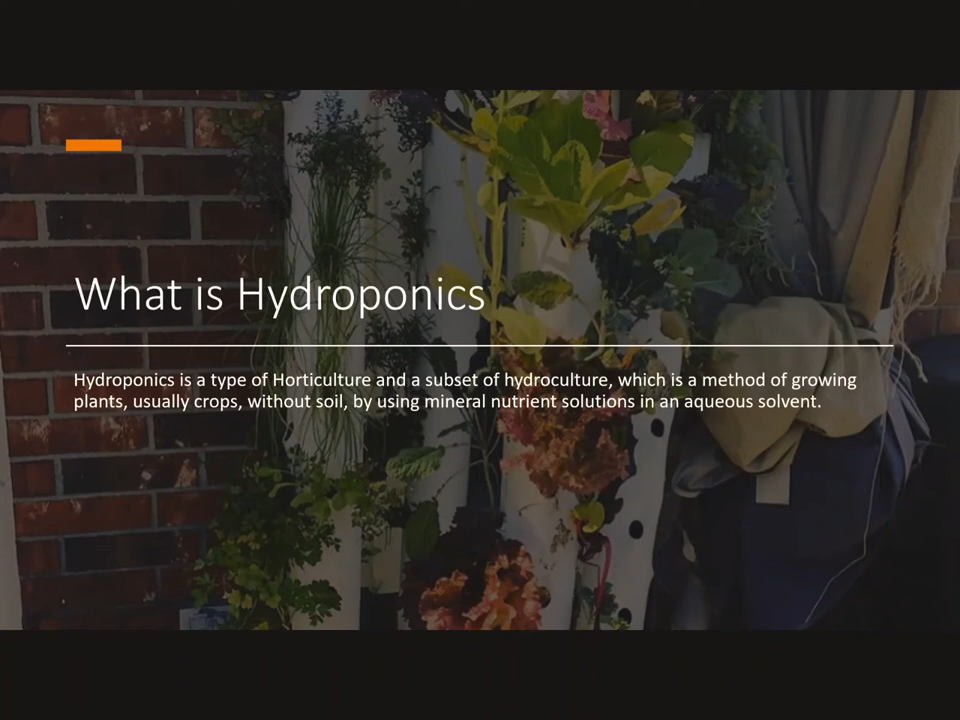 What is Hydroponics
Hydroponics is a type of Horticulture and a subset of hydroculture, which is a method of growing
plants, usually crops, without soil, by using mineral nutrient solutions in an aqueous solvent.